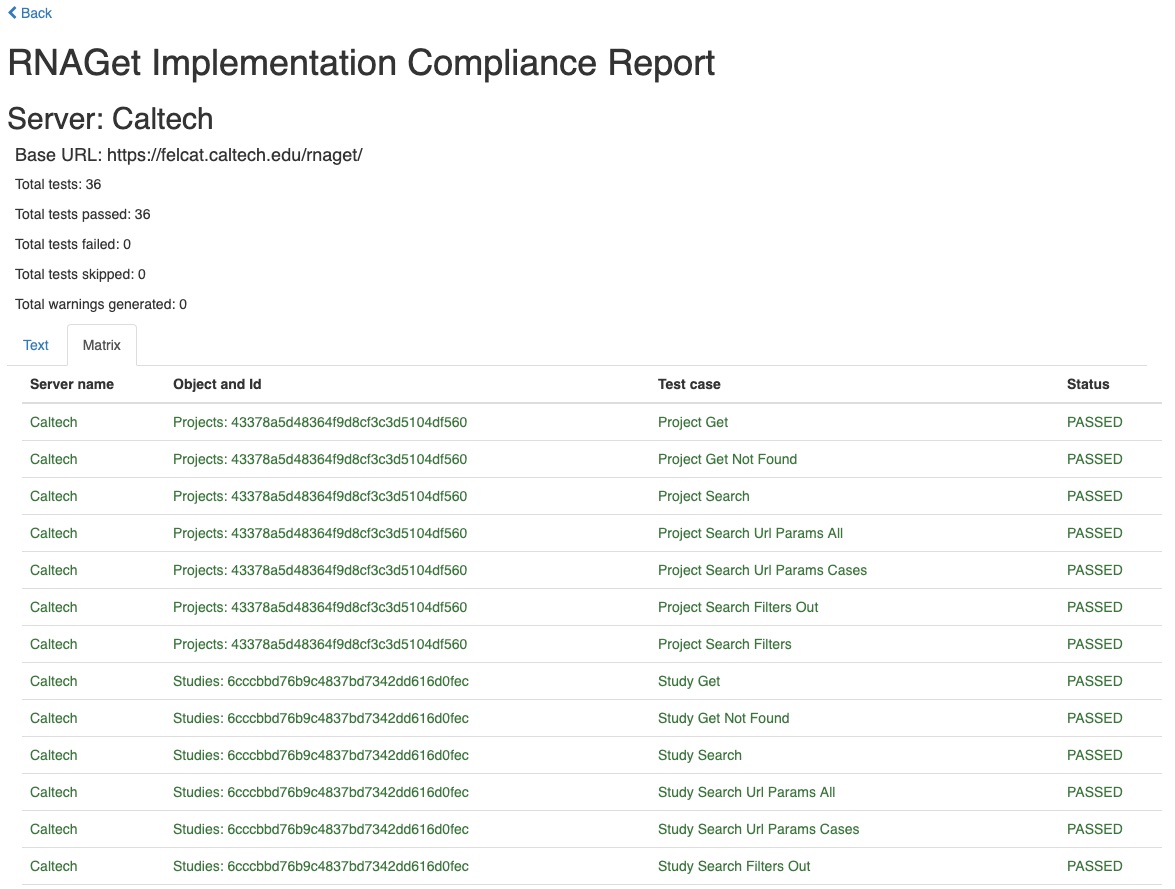 Back
RNAGet Implementation Compliance Report
Server: Caltech
Base URL: https://felcat.caltech.edu/rnaget/
Total tests: 36
Total tests passed: 36
Total tests failed: 0
Total tests skipped: 0
Total warnings generated: 0
Text Matrix
Server name Object and Id Test case Status
Caltech Projects: 43378a5d48364f9d8cf3c3d5104df560 Project Get PASSED
Caltech Projects: 43378a5d48364f9d8cf3c3d5104df560 Project Get Not Found PASSED
Caltech Projects: 43378a5d48364f9d8cf3c3d5104df560 Project Search PASSED
Caltech Projects: 43378a5d48364f9d8cf3c3d5104df560 Project Search Url Params All PASSED
Caltech Projects: 43378a5d48364f9d8cf3c3d5104df560 Project Search Url Params Cases PASSED
Caltech Projects: 43378a5d48364f9d8cf3c3d5104df560 Project Search Filters Out PASSED
Caltech Projects: 43378a5d48364f9d8cf3c3d5104df560 Project Search Filters PASSED
Caltech Studies: 6cccbbd76b9c4837bd7342dd616d0fec Study Get PASSED
Caltech Studies: 6cccbbd76b9c4837bd7342dd616d0fec Study Get Not Found PASSED
Caltech Studies: 6cccbbd76b9c4837bd7342dd616d0fec Study Search PASSED
Caltech Studies: 6cccbbd76b9c4837bd7342dd616d0fec Study Search Url Params All PASSED
Caltech Studies: 6cccbbd76b9c4837bd7342dd616d0fec Study Search Url Params Cases PASSED
Caltech Studies: 6cccbbd76b9c4837bd7342dd616d0fec Study Search Filters Out PASSED